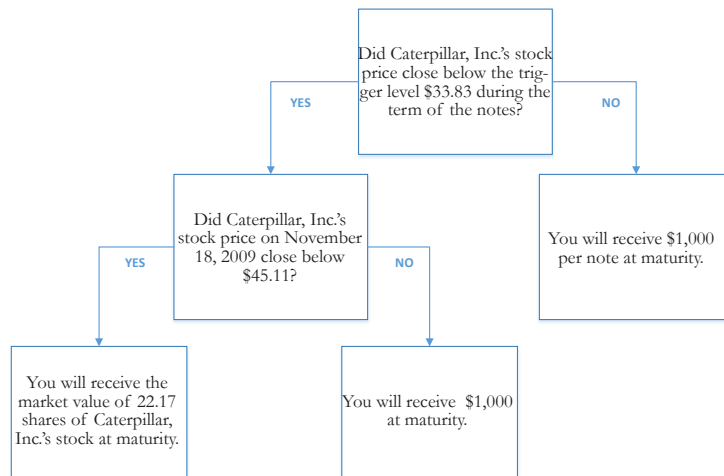 Did Caterpillar, Inc.'s stock
price close below the trig-
ger level $33.83 during the
term of the notes?
YES
NO
Did Caterpillar, Inc.'s
stock price on November
18, 2009 close below
$45.11?
You will receive $1,000
per note at maturity.
YES
NO
You will receive the
market value of 22.17
shares of Caterpillar,
Inc.'s stock at maturity.
You will receive $1,000
at maturity.